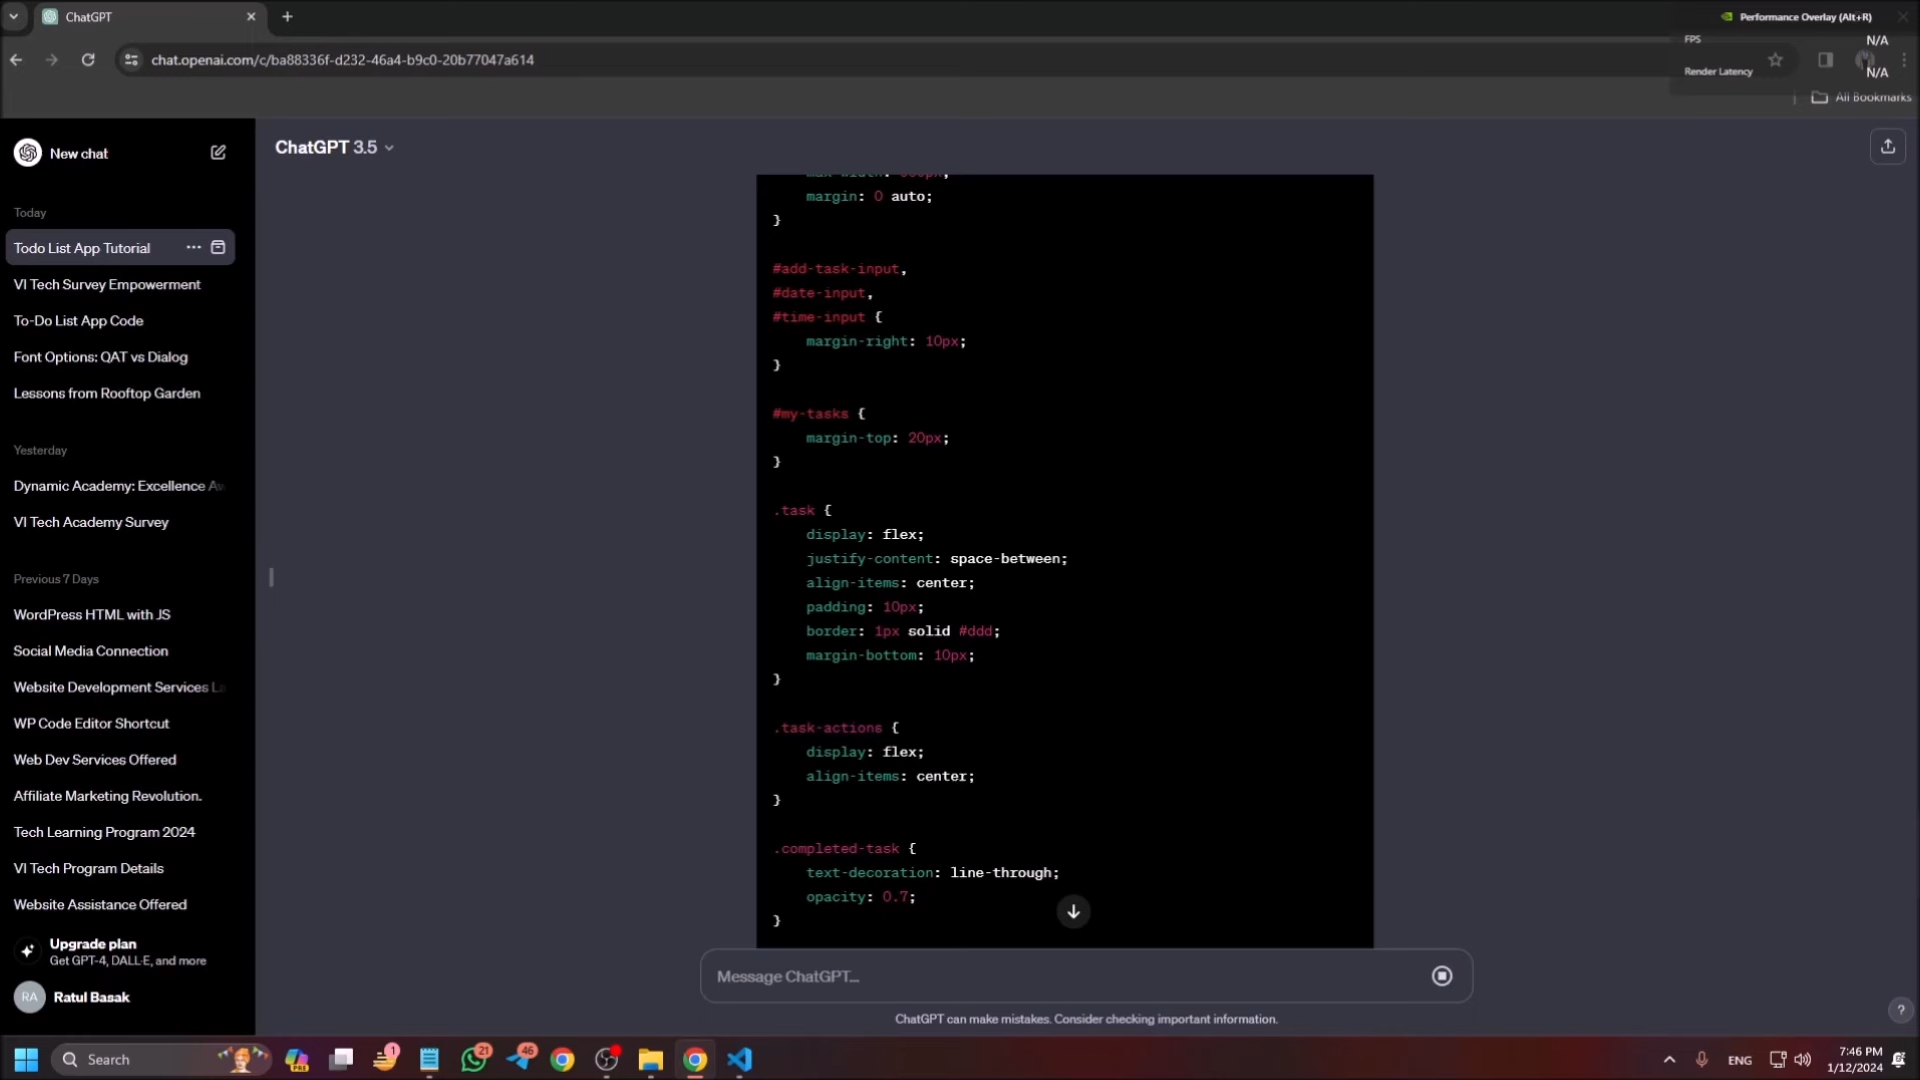 ChatGPT
Performance Overlay (Alt+R)
FPS
N/A
chat.openai.com/c/ba88336f-d232-46a4-b9c0-20b77047a614
Render Latency
N/A
All Bookmarks
New chat
ChatGPT 3.5
Today
Todo List App Tutorial
VI Tech Survey Empowerment
To-Do List App Code
Font Options: QAT vs Dialog
Lessons from Rooftop Garden
Yesterday
Dynamic Academy: Excellence Aw
VI Tech Academy Survey
Previous 7 Days
WordPress HTML with JS
Social Media Connection
Website Development Services La
WP Code Editor Shortcut
Web Dev Services Offered
Affiliate Marketing Revolution.
Tech Learning Program 2024
VI Tech Program Details
Website Assistance Offered
Upgrade plan
Get GPT-4, DALL·E, and more
RA
Ratul Basak
margin: 0 auto;
}
#add-task-input,
#date-input,
#time-input {
margin-right: 10px;
}
#my-tasks {
margin-top: 20px;
}
.task {
display: flex;
justify-content: space-between;
align-items: center;
padding: 10px;
border: 1px solid #ddd;
margin-bottom: 10px;
}
.task-actions {
display: flex;
align-items: center;
}
.completed-task {
text-decoration: line-through;
opacity: 0.7;
}
Message ChatGPT…
ChatGPT can make mistakes. Consider checking important information.
?
Search
PRE
1
21
46
ENG
7:46 PM
1/12/2024